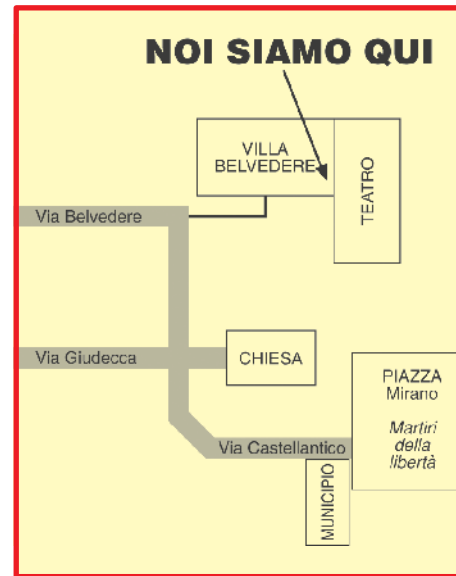 NOI SIAMO QUI
VILLA
BELVEDERE
TEATRO
Via Belvedere
Via Giudecca
CHIESA
PIAZZA
Mirano
Martiri
della
libertà
Via Castellantico
MUNICIPIO